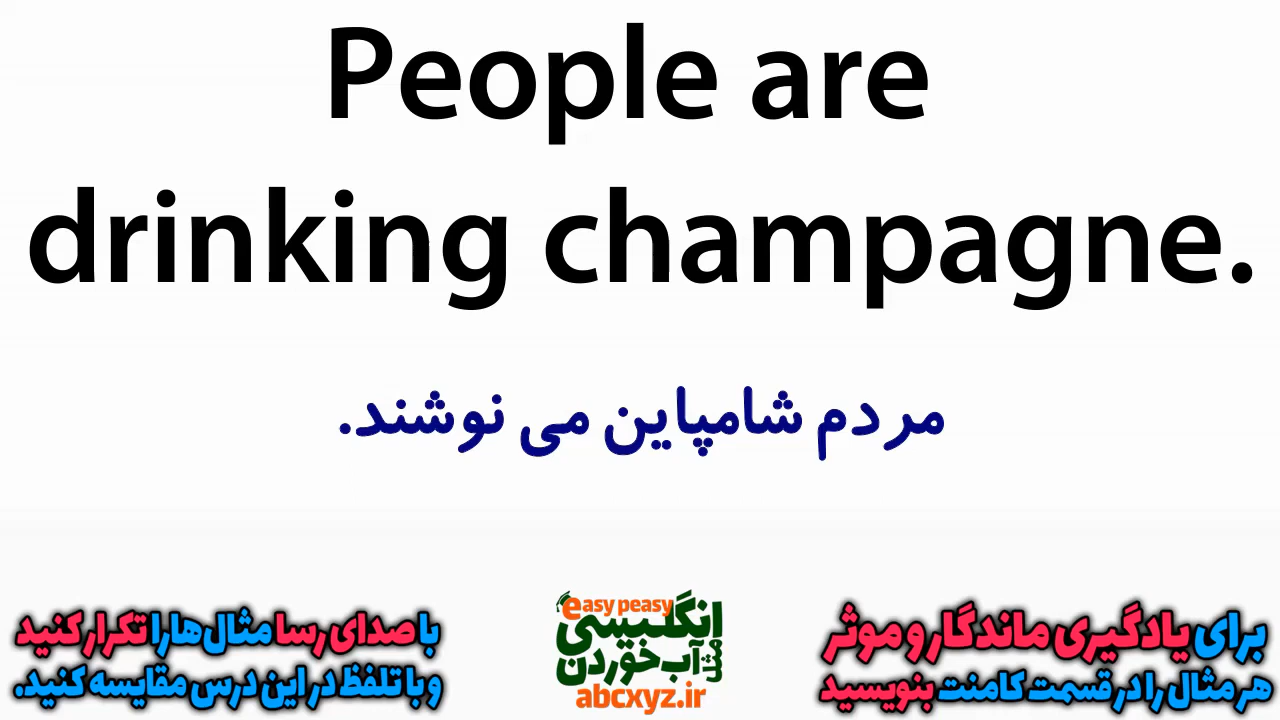 People are
drinking champagne.
مردم شامپاین می نوشند.
برای یادگیری ماندگار و موثر
هر مثال را در قسمت کامنت بنویسید
easy peasy
انگلیسی
مثل آب خوردن
abcxyz.ir
با صدای رسا مثال‌ها را تکرار کنید
و با تلفظ در این درس مقایسه کنید.